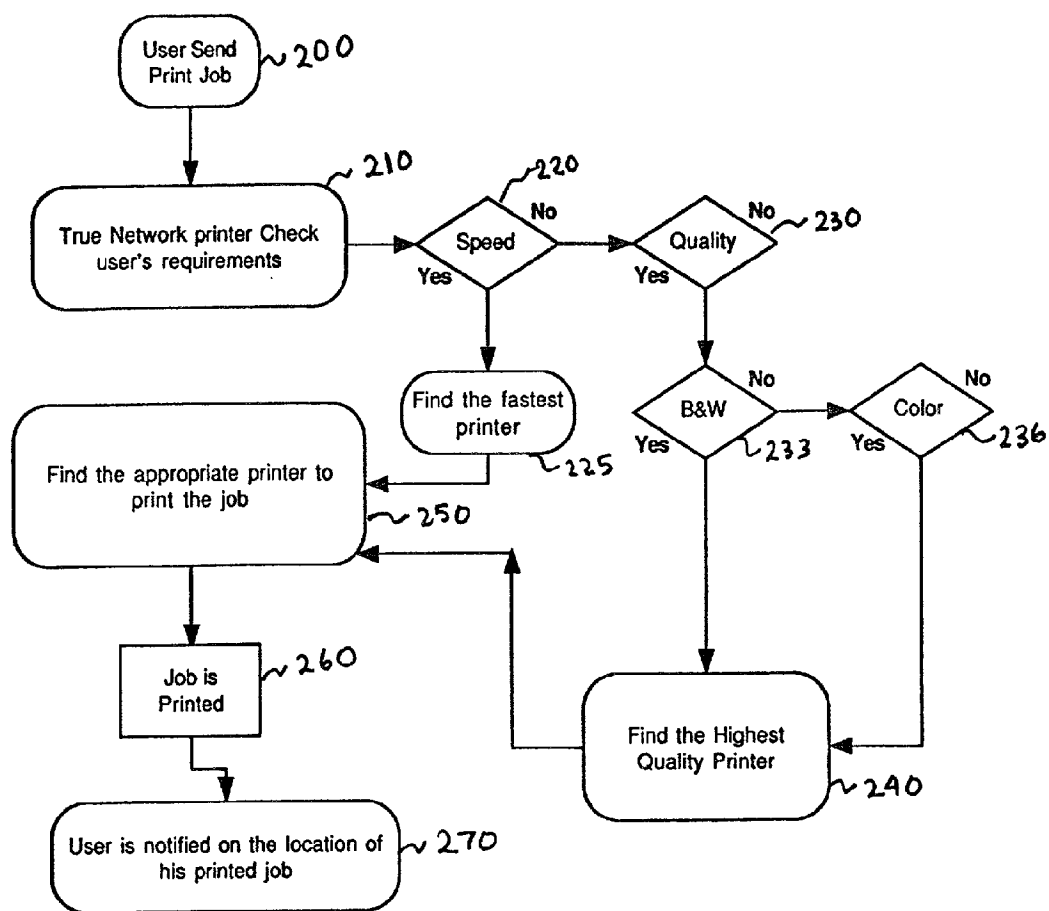 User Send
Print Job
200
210
True Network printer Check
user's requirements
220
Speed
No
Yes
230
Quality
No
Yes
Find the fastest
printer
225
B&W
No
Yes
233
Color
No
Yes
236
Find the appropriate printer to
print the job
250
Job is
Printed
260
Find the Highest
Quality Printer
240
User is notified on the location of
his printed job
270